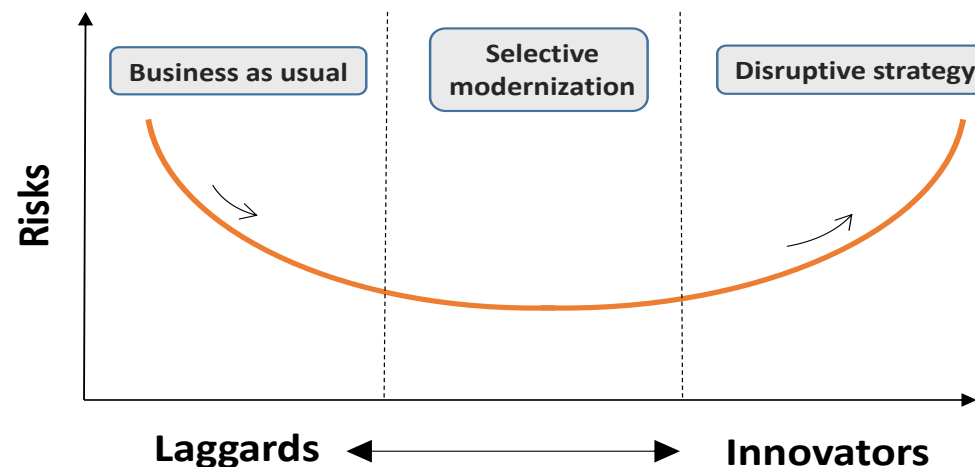 Business as usual
Selective
modernization
Disruptive strategy
Risks
Laggards
Innovators